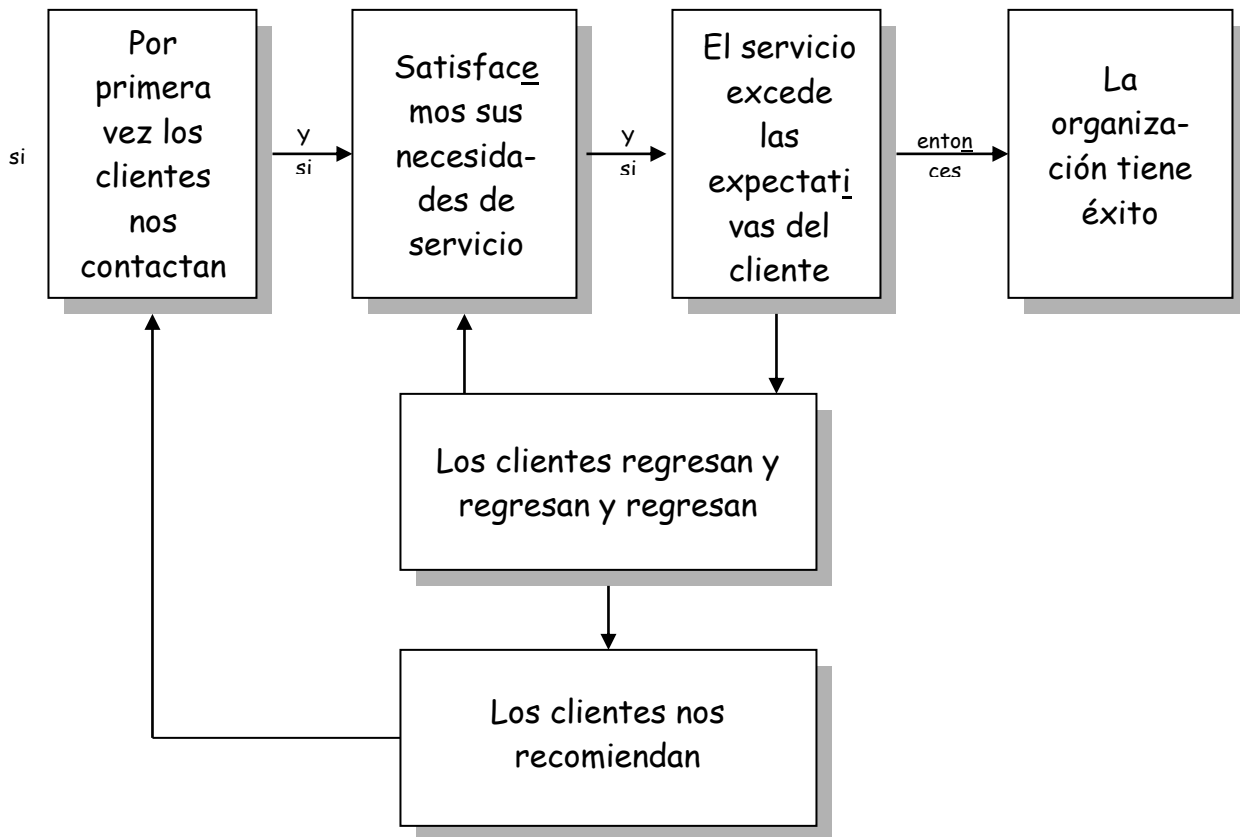 si
Por
primera
vez los
clientes
nos
contactan
y
si
Satisface
mos sus
necesida-
des de
servicio
y
si
El servicio
excede
las
expectati
vas del
cliente
enton
ces
La
organiza-
ción tiene
éxito
Los clientes regresan y
regresan y regresan
Los clientes nos
recomiendan